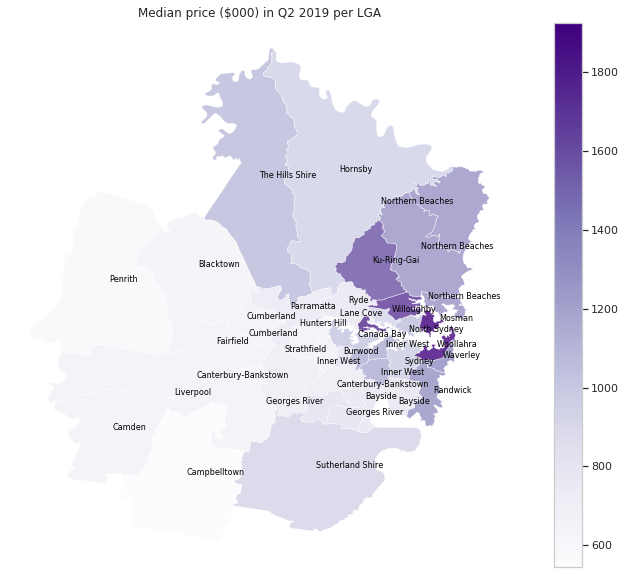 Median price ($000) in Q2 2019 per LGA
1800
1600
1400
1200
1000
800
600
The Hills Shire
Hornsby
Northern Beaches
Northern Beaches
Ku-Ring-Gai
Blacktown
Penrith
Northern Beaches
Ryde
Parramatta
Willoughby
Lane Cove
Mosman
Cumberland
Hunters Hill
North Sydney
Cumberland
Canada Bay
Fairfield
Inner West
Woollahra
Strathfield
Burwood
Waverley
Inner West
Sydney
Inner West
Canterbury-Bankstown
Canterbury-Bankstown
Randwick
Liverpool
Bayside
Georges River
Bayside
Georges River
Camden
Sutherland Shire
Campbelltown